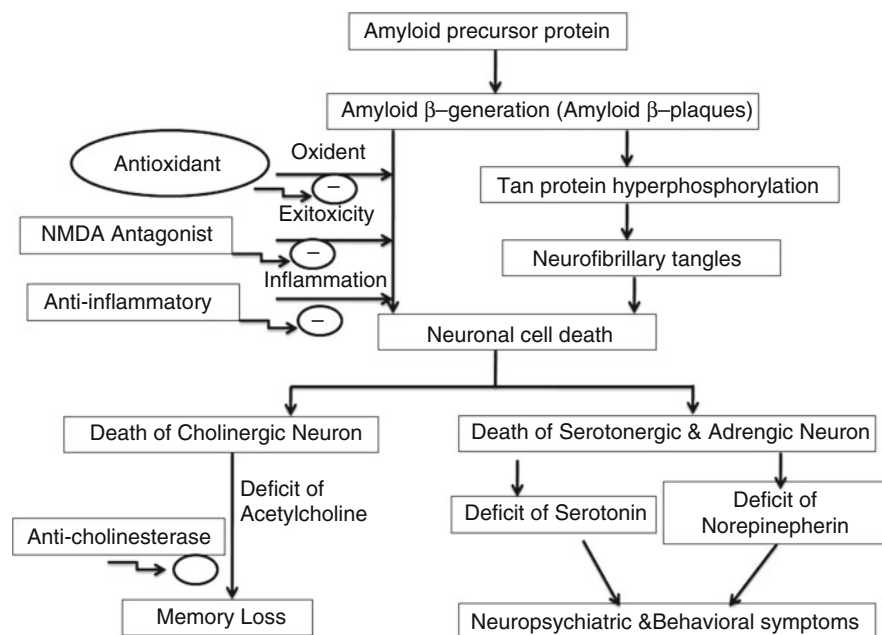 Amyloid precursor protein
Amyloid β–generation (Amyloid β–plaques)
Oxident
Antioxidant
–
Tan protein hyperphosphorylation
Exitoxicity
NMDA Antagonist
–
Neurofibrillary tangles
Inflammation
Anti-inflammatory
–
Neuronal cell death
Death of Cholinergic Neuron
Death of Serotonergic & Adrengic Neuron
Deficit of
Acetylcholine
Deficit of Serotonin
Deficit of
Norepinepherin
Anti-cholinesterase
Memory Loss
Neuropsychiatric &Behavioral symptoms